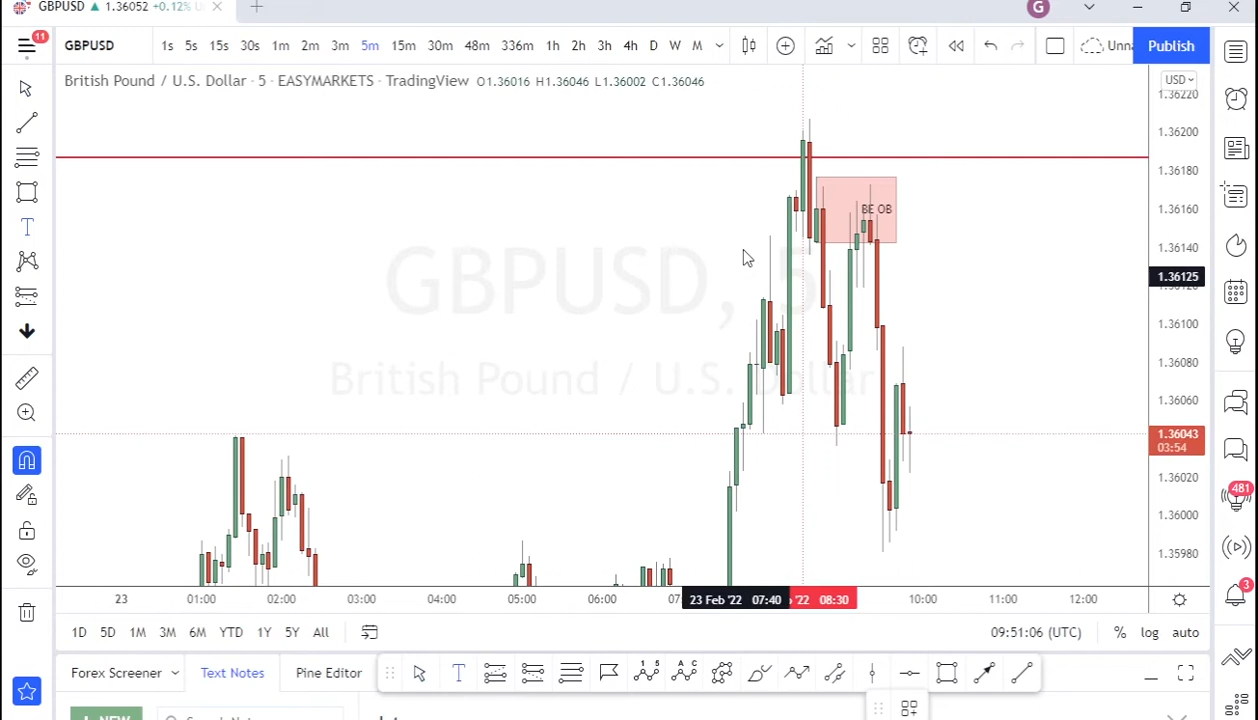 GBPUSD ▲ 1.36052 +0.12%
G
11
GBPUSD 1s 5s 15s 30s 1m 2m 3m 5m 15m 30m 48m 336m 1h 2h 3h 4h D W M Publish
British Pound / U.S. Dollar · 5 · EASYMARKETS · TradingView O1.36016 H1.36046 L1.36002 C1.36046
USD
1.36220
1.36200
1.36180
1.36160
BE OB
1.36140
GBPUSD, 5
British Pound / U.S. Dollar
1.36125
1.36100
1.36080
1.36060
1.36043
03:54
1.36020
1.36000
1.35980
481
3
23 01:00 02:00 03:00 04:00 05:00 06:00 23 Feb '22 07:40 '22 08:30 10:00 11:00 12:00
1D 5D 1M 3M 6M YTD 1Y 5Y All 09:51:06 (UTC) % log auto
Forex Screener Text Notes Pine Editor